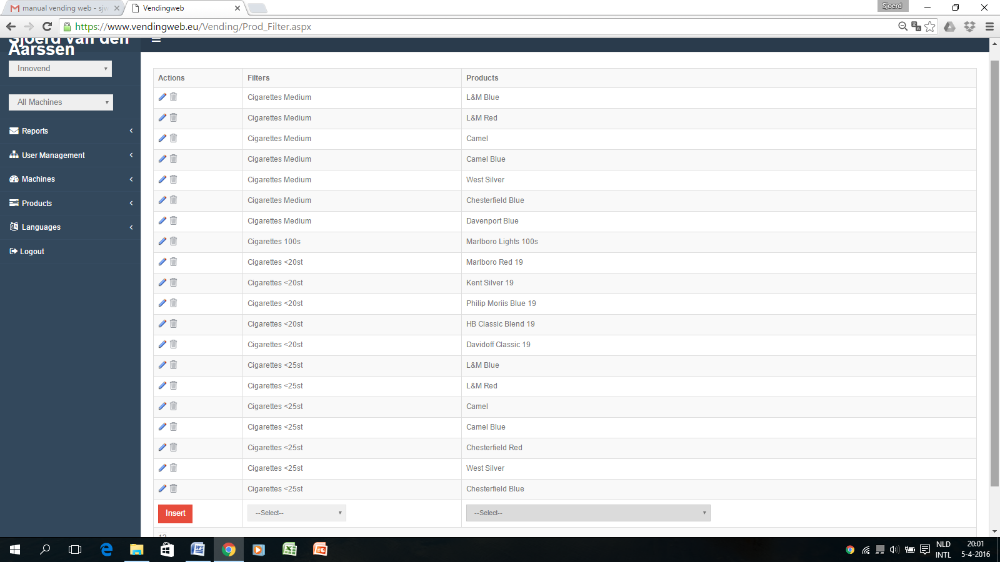 manual vending web - sjw
Vendingweb
Sjoerd
https://www.vendingweb.eu/Vending/Prod_Filter.aspx
Sjoerd van den
Aarssen
Innovend
All Machines
Reports
User Management
Machines
Products
Languages
Logout
Actions Filters Products
Cigarettes Medium L&M Blue
Cigarettes Medium L&M Red
Cigarettes Medium Camel
Cigarettes Medium Camel Blue
Cigarettes Medium West Silver
Cigarettes Medium Chesterfield Blue
Cigarettes Medium Davenport Blue
Cigarettes 100s Marlboro Lights 100s
Cigarettes <20st Marlboro Red 19
Cigarettes <20st Kent Silver 19
Cigarettes <20st Philip Moriis Blue 19
Cigarettes <20st HB Classic Blend 19
Cigarettes <20st Davidoff Classic 19
Cigarettes <25st L&M Blue
Cigarettes <25st L&M Red
Cigarettes <25st Camel
Cigarettes <25st Camel Blue
Cigarettes <25st Chesterfield Red
Cigarettes <25st West Silver
Cigarettes <25st Chesterfield Blue
Insert --Select-- --Select--
NLD 20:01
INTL 5-4-2016